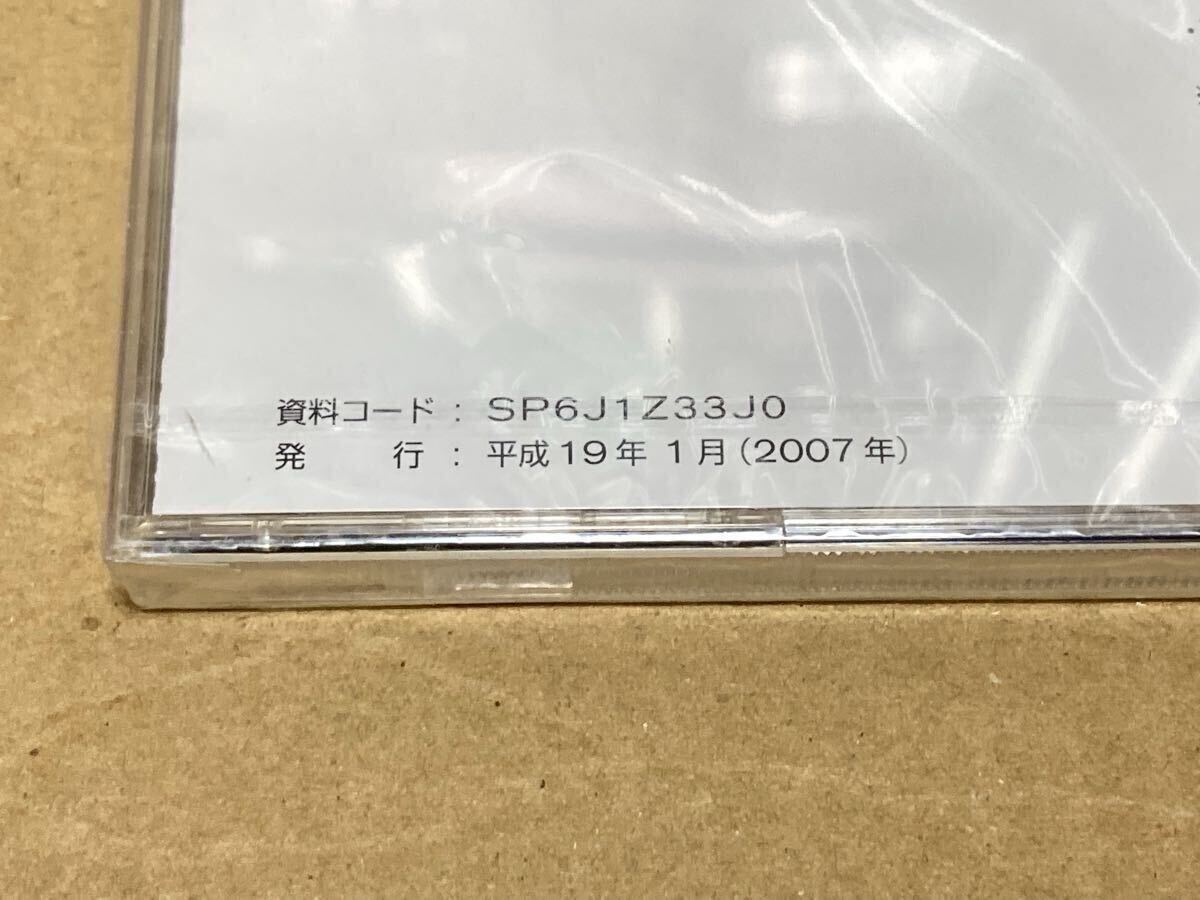 資料コード : SP6J1Z33J0
発 行 : 平成19年 1月(2007年)